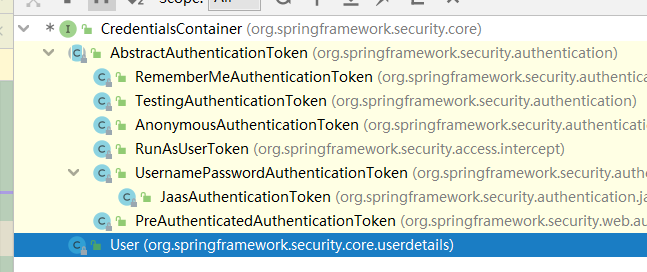 Scope: All
* I CredentialsContainer (org.springframework.security.core)
C AbstractAuthenticationToken (org.springframework.security.authentication)
C RememberMeAuthenticationToken (org.springframework.security.authentica
C TestingAuthenticationToken (org.springframework.security.authentication)
C AnonymousAuthenticationToken (org.springframework.security.authenticati
C RunAsUserToken (org.springframework.security.access.intercept)
C UsernamePasswordAuthenticationToken (org.springframework.security.authe
C JaasAuthenticationToken (org.springframework.security.authentication.ja
C PreAuthenticatedAuthenticationToken (org.springframework.security.web.au
C User (org.springframework.security.core.userdetails)